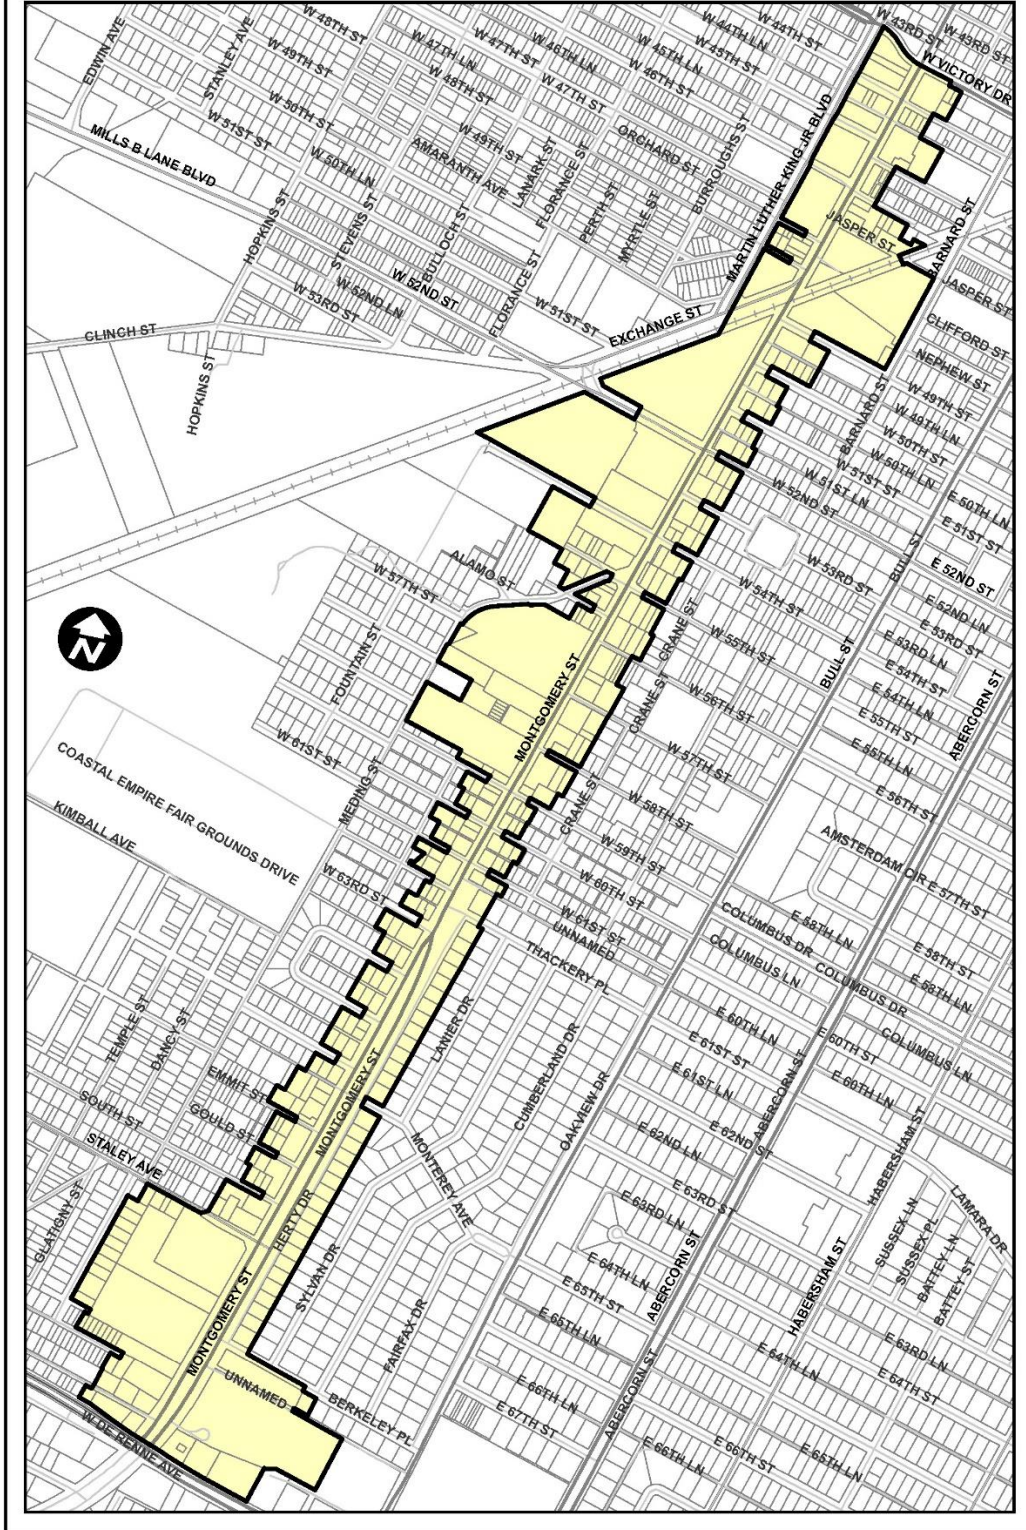 W 43RD ST
W 43RD ST
W 44TH ST
W 44TH LN
W 48TH ST
STANLEY AVE
EDWIN AVE
W 47TH LN
W 47TH ST
W 46TH LN
W 45TH LN
W 45TH ST
W VICTORY DR
W 49TH ST
W 48TH ST
W 47TH ST
W 46TH ST
W 50TH ST
W 51ST ST
W 49TH ST
ORCHARD ST
BURROUGHS ST
MARTIN LUTHER KING JR BLVD
MILLS B LANE BLVD
W 50TH LN
AMARANTH AVE
LANARK ST
FLORANCE ST
PERTH ST
MYRTLE ST
HOPKINS ST
STEVENS ST
BULLOCH ST
JASPER ST
BARNARD ST
W 52ND ST
W 52ND LN
W 53RD ST
FLORANCE ST
W 51ST ST
EXCHANGE ST
JASPER ST
CLIFFORD ST
NEPHEW ST
CLINCH ST
HOPKINS ST
BARNARD ST
W 49TH ST
W 49TH LN
W 50TH ST
W 50TH LN
W 51ST ST
W 51ST LN
W 52ND ST
E 50TH LN
E 51ST ST
BULL ST
E 52ND ST
W 53RD ST
W 54TH ST
ALAMO ST
W 57TH ST
CRANE ST
W 55TH ST
E 52ND LN
E 53RD ST
E 53RD LN
E 54TH ST
E 54TH LN
BULL ST
ABERCORN ST
N
FOUNTAIN ST
MONTGOMERY ST
CRANE ST
W 56TH ST
E 55TH ST
E 55TH LN
E 56TH ST
W 61ST ST
W 57TH ST
MEDING ST
COASTAL EMPIRE FAIR GROUNDS DRIVE
KIMBALL AVE
CRANE ST
W 58TH ST
W 59TH ST
AMSTERDAM CIR
E 57TH ST
W 63RD ST
W 60TH ST
W 61ST ST
UNNAMED
E 58TH LN
COLUMBUS DR
COLUMBUS DR
COLUMBUS LN
E 58TH ST
E 58TH LN
COLUMBUS LN
THACKERY PL
LANIER DR
TEMPLE ST
DANCY ST
CUMBERLAND DR
OAKVIEW DR
E 60TH LN
E 61ST ST
E 61ST LN
E 60TH ST
E 60TH LN
ABERCORN ST
EMMIT ST
MONTGOMERY ST
SOUTH ST
GOULD ST
STALEY AVE
MONTEREY AVE
E 62ND LN
E 62ND ST
E 63RD ST
HABERSHAM ST
LAMARA DR
GLATIGNY ST
HERTY DR
SYLVAN DR
E 63RD LN
E 64TH LN
ABERCORN ST
SUSSEX LN
SUSSEX PL
BATTEY LN
BATTEY ST
HABERSHAM ST
MONTGOMERY ST
FAIRFAX DR
E 65TH ST
E 65TH LN
E 63RD LN
E 64TH ST
E 64TH LN
UNNAMED
BERKELEY PL
E 66TH LN
E 67TH ST
ABERCORN ST
W DE RENNE AVE
E 66TH LN
E 66TH ST
E 65TH LN